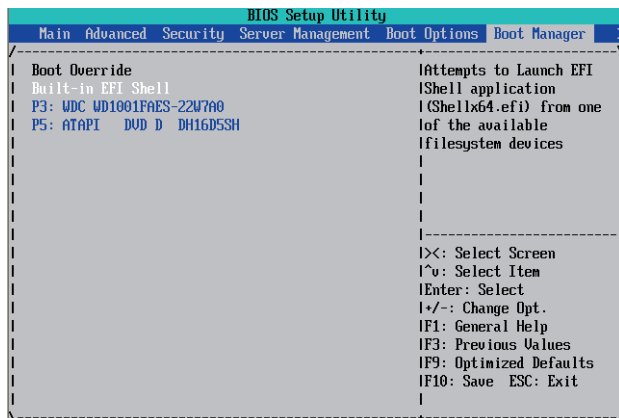 BIOS Setup Utility
Main Advanced Security Server Management Boot Options Boot Manager
Boot Override
Built-in EFI Shell
P3: WDC WD1001FAES-22W7A0
P5: ATAPI DVD D DH16D5SH
Attempts to Launch EFI
Shell application
(Shellx64.efi) from one
of the available
filesystem devices
><: Select Screen
^v: Select Item
Enter: Select
+/-: Change Opt.
F1: General Help
F3: Previous Values
F9: Optimized Defaults
F10: Save ESC: Exit